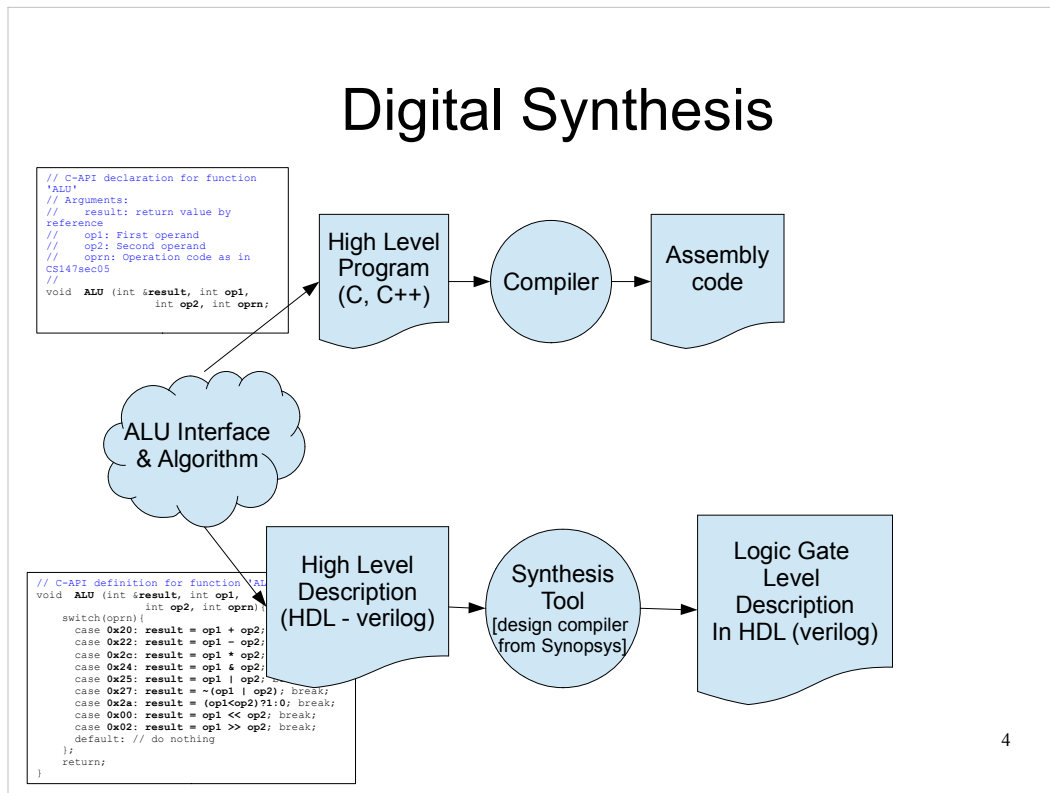 Digital Synthesis
// C-API declaration for function
'ALU'
// Arguments:
// result: return value by
reference
// op1: First operand
// op2: Second operand
// oprn: Operation code as in
CS147sec05
//
void ALU (int &result, int op1,
int op2, int oprn;
High Level
Program
(C, C++)
Compiler
Assembly
code
ALU Interface
& Algorithm
High Level
Description
(HDL - verilog)
Synthesis
Tool
[design compiler
from Synopsys]
Logic Gate
Level
Description
In HDL (verilog)
// C-API definition for function 'AL
void ALU (int &result, int op1,
int op2, int oprn){
switch(oprn){
case 0x20: result = op1 + op2;
case 0x22: result = op1 - op2;
case 0x2c: result = op1 * op2;
case 0x24: result = op1 & op2;
case 0x25: result = op1 | op2;
case 0x27: result = ~(op1 | op2); break;
case 0x2a: result = (op1<op2)?1:0; break;
case 0x00: result = op1 << op2; break;
case 0x02: result = op1 >> op2; break;
default: // do nothing
};
return;
}
4